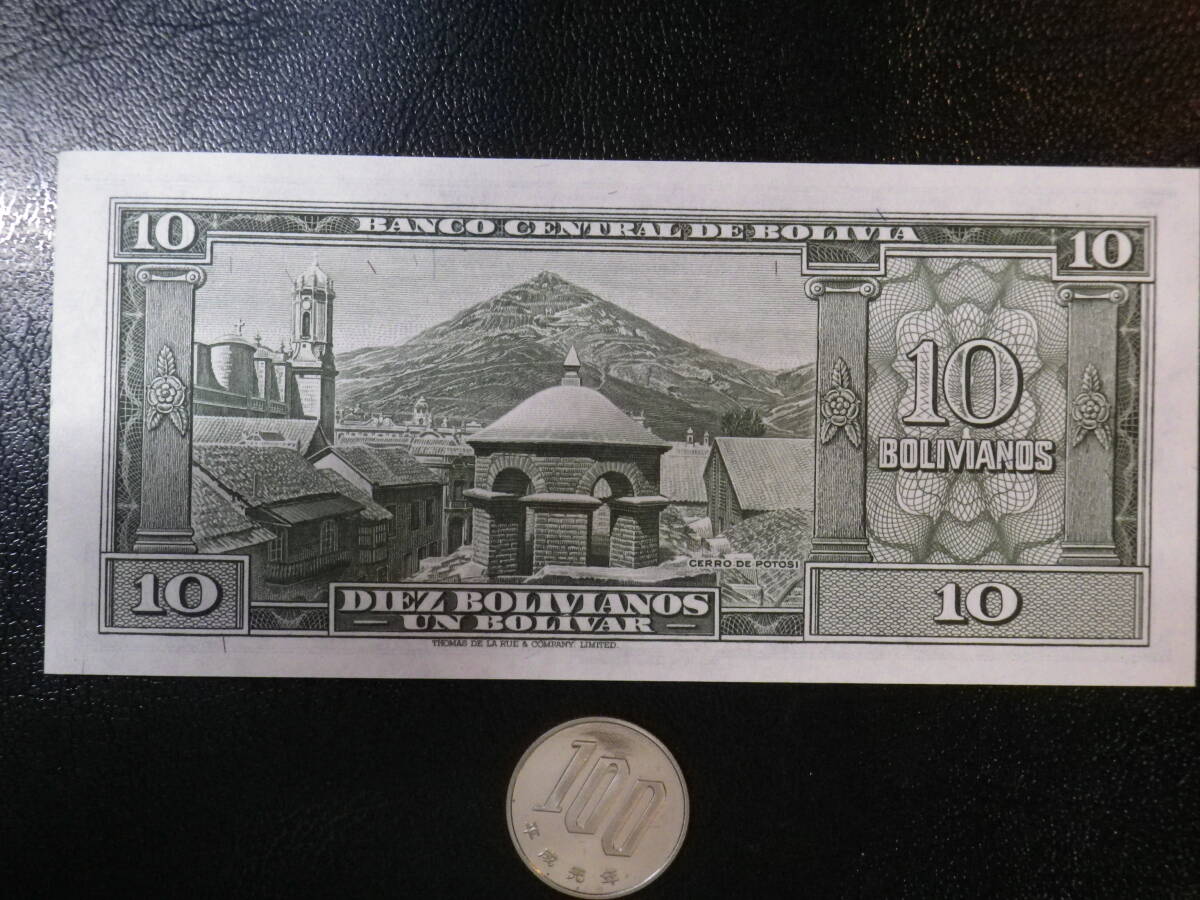 10 BANCO CENTRAL DE BOLIVIA 10
10
BOLIVIANOS
CERRO DE POTOSI
10 DIEZ BOLIVIANOS 10
— UN BOLIVAR —
THOMAS DE LA RUE & COMPANY, LIMITED.
100
平成元年